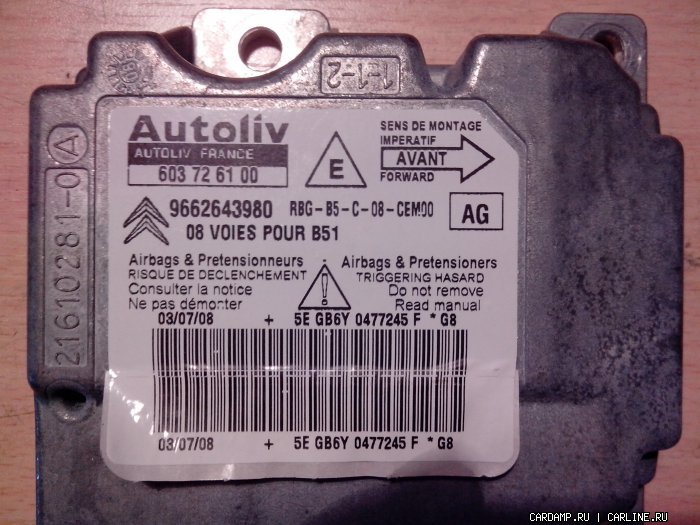 1-1-2
21610281-0 A
Autoliv
AUTOLIV FRANCE
603 72 61 00
E
SENS DE MONTAGE
IMPERATIF
AVANT
FORWARD
9662643980 RBG-B5-C-08-CEM00 AG
08 VOIES POUR B51
Airbags & Pretensionneurs
RISQUE DE DECLENCHEMENT
Consulter la notice
Ne pas démonter
Airbags & Pretensioners
TRIGGERING HASARD
Do not remove
Read manual
03/07/08 + 5E GB6Y 0477245 F * G8
03/07/08 + 5E GB6Y 0477245 F * G8
CARDAMP.RU | CARLINE.RU